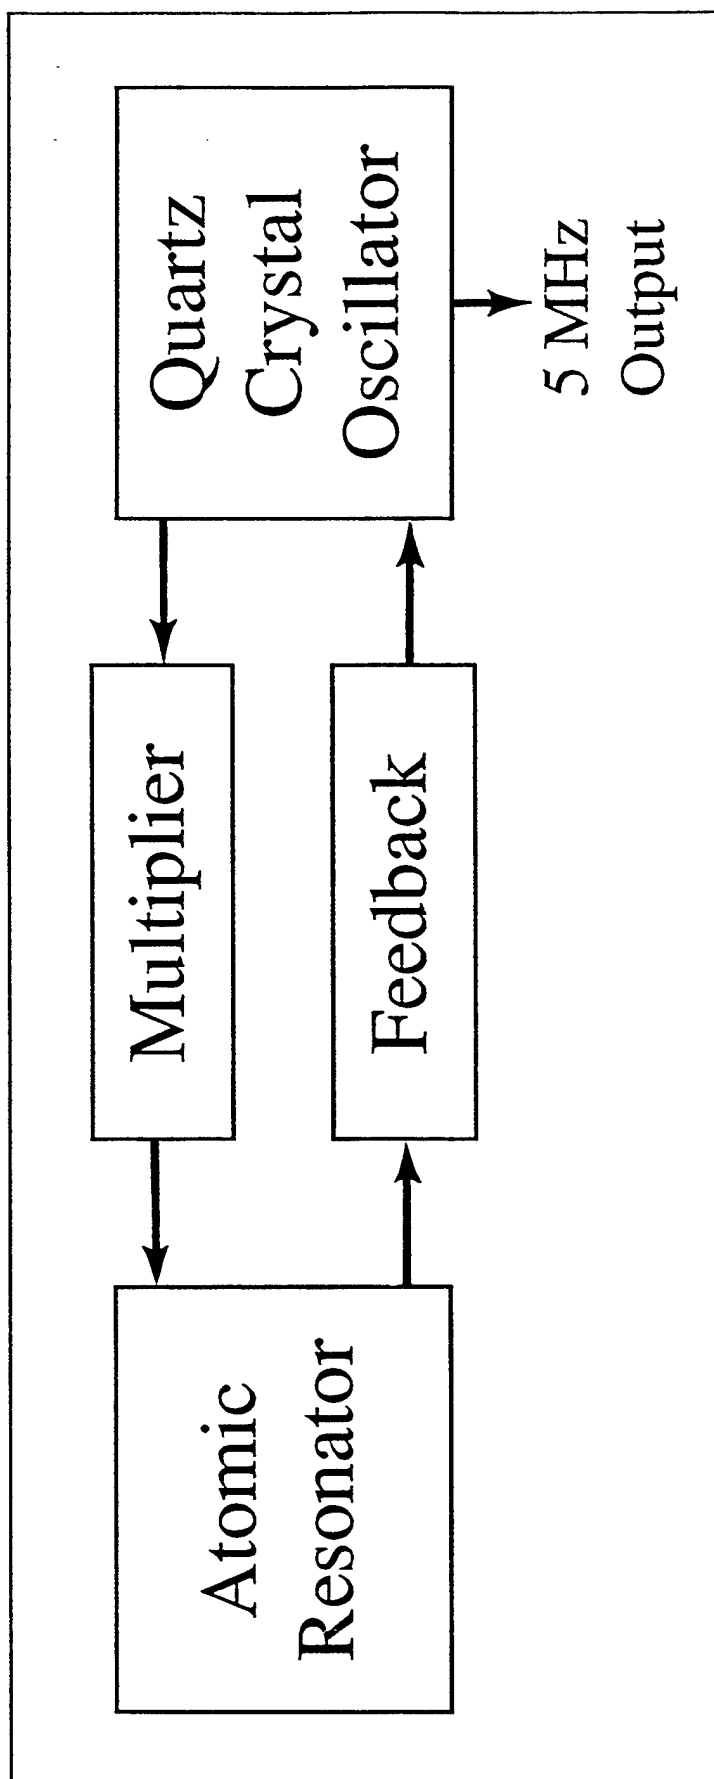 Atomic
Resonator
Multiplier
Feedback
Quartz
Crystal
Oscillator
5 MHz
Output